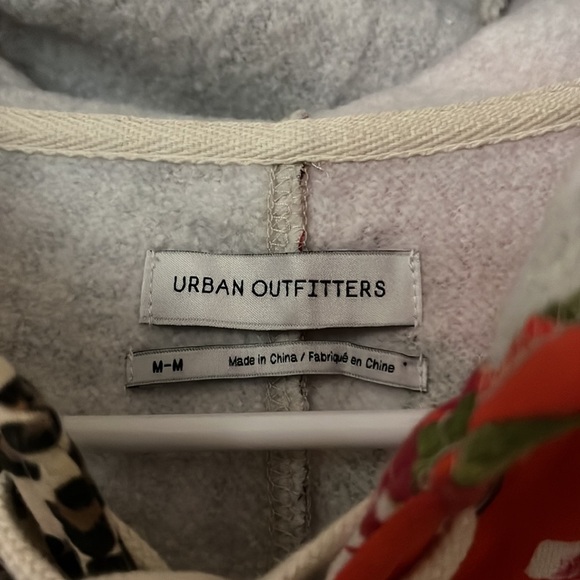 URBAN OUTFITTERS
M-M Made in China / Fabriqué en Chine